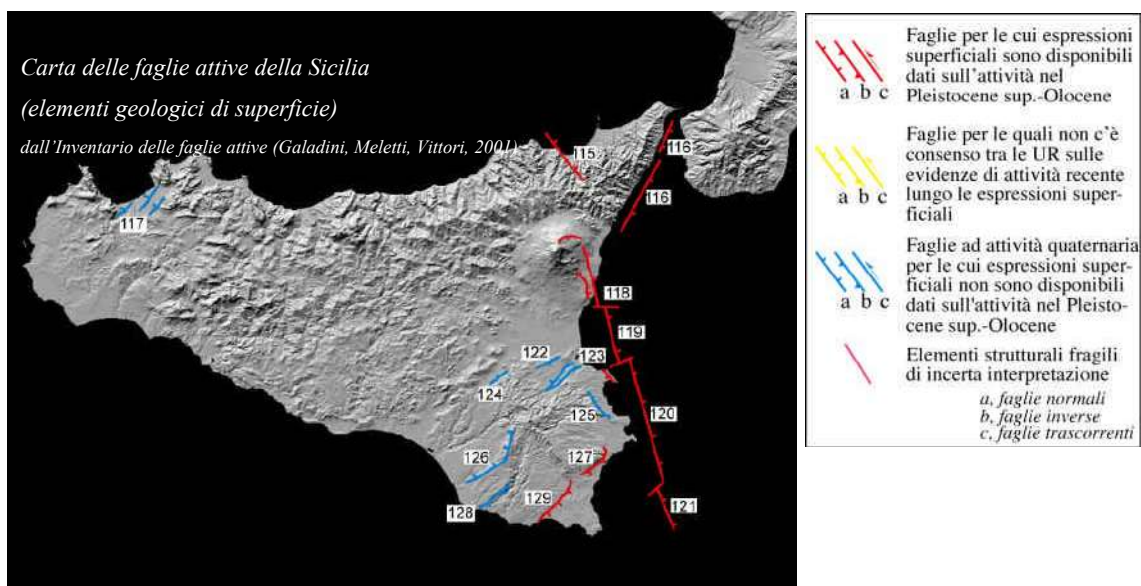 Carta delle faglie attive della Sicilia
(elementi geologici di superficie)
dall'Inventario delle faglie attive (Galadini, Meletti, Vittori, 2001)
115
116
116
117
118
119
122
123
124
125
120
126
127
129
128
121
Faglie per le cui espressioni
superficiali sono disponibili
dati sull'attività nel
Pleistocene sup.-Olocene
a b c
Faglie per le quali non c'è
consenso tra le UR sulle
evidenze di attività recente
lungo le espressioni super-
ficiali
a b c
Faglie ad attività quaternaria
per le cui espressioni super-
ficiali non sono disponibili
dati sull'attività nel Pleisto-
cene sup.-Olocene
a b c
Elementi strutturali fragili
di incerta interpretazione
a, faglie normali
b, faglie inverse
c, faglie trascorrenti